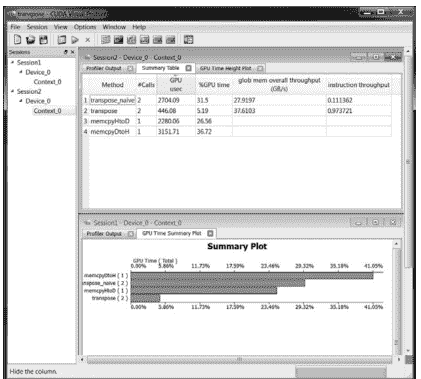 transpose - CUDA Visual Profiler
File Session View Options Window Help
Sessions
Session1
Device_0
Context_0
Session2
Device_0
Context_0
Session2 - Device_0 - Context_0
Profiler Output Summary Table GPU Time Height Plot
Method #Calls GPU usec %GPU time glob mem overall throughput (GB/s) instruction throughput
1 transpose_naive 2 2704.09 31.5 27.9197 0.113362
2 transpose 2 446.08 5.19 37.6103 0.973721
3 memcpyHtoD 1 2280.06 26.56
4 memcpyDtoH 1 3151.71 36.72
Session1 - Device_0 - Context_0
Profiler Output GPU Time Summary Plot
Summary Plot
GPU Time ( Total )
0.00% 5.86% 11.73% 17.59% 23.46% 29.32% 35.18% 41.05%
memcpyDtoH ( 1 )
nspose_naive ( 2 )
memcpyHtoD ( 1 )
transpose ( 2 )
0.00% 5.86% 11.73% 17.59% 23.46% 29.32% 35.18% 41.05%
Hide the column.